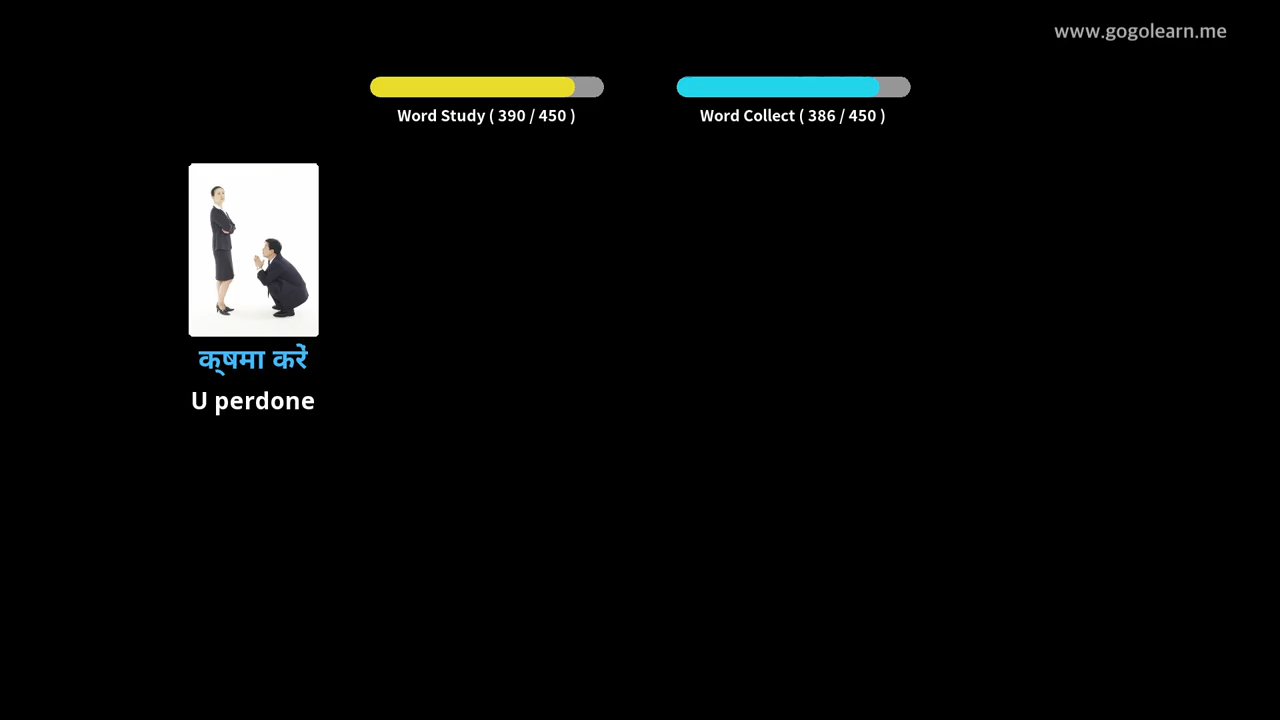 www.gogolearn.me
Word Study ( 390 / 450 )
Word Collect ( 386 / 450 )
क्षमा करें
U perdone